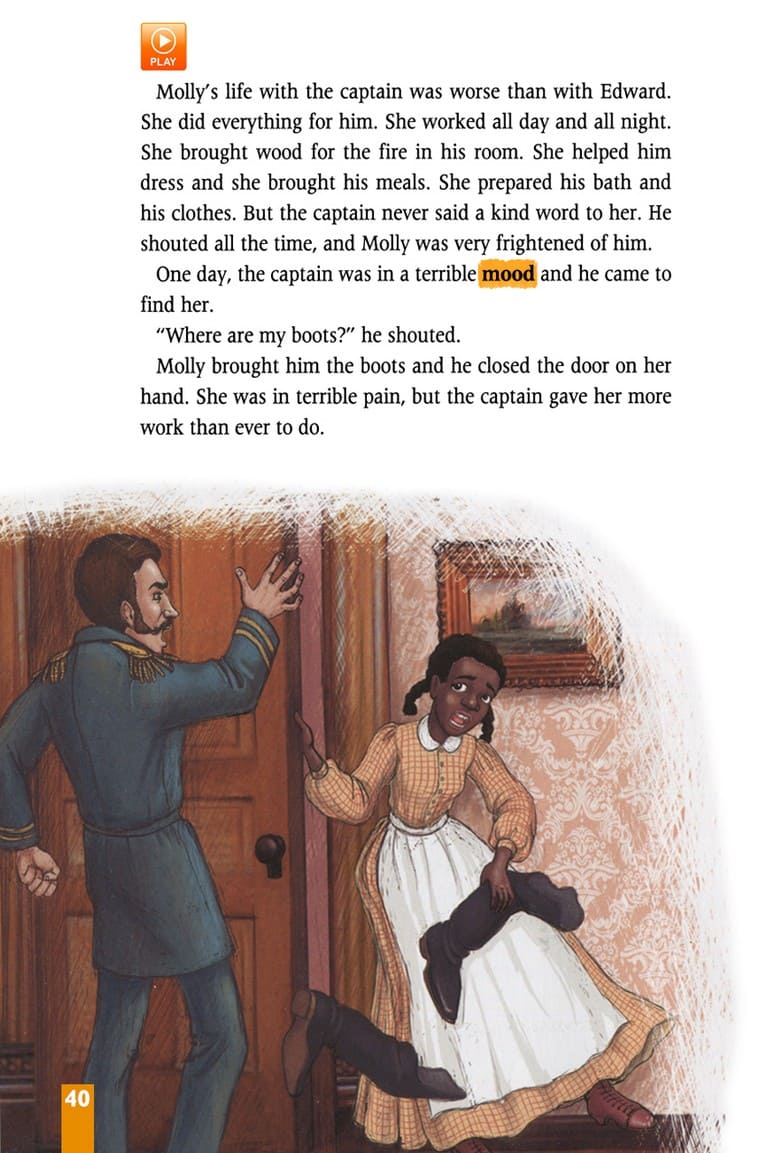 PLAY
Molly’s life with the captain was worse than with Edward.
She did everything for him. She worked all day and all night.
She brought wood for the fire in his room. She helped him
dress and she brought his meals. She prepared his bath and
his clothes. But the captain never said a kind word to her. He
shouted all the time, and Molly was very frightened of him.
One day, the captain was in a terrible mood and he came to
find her.
“Where are my boots?” he shouted.
Molly brought him the boots and he closed the door on her
hand. She was in terrible pain, but the captain gave her more
work than ever to do.
40